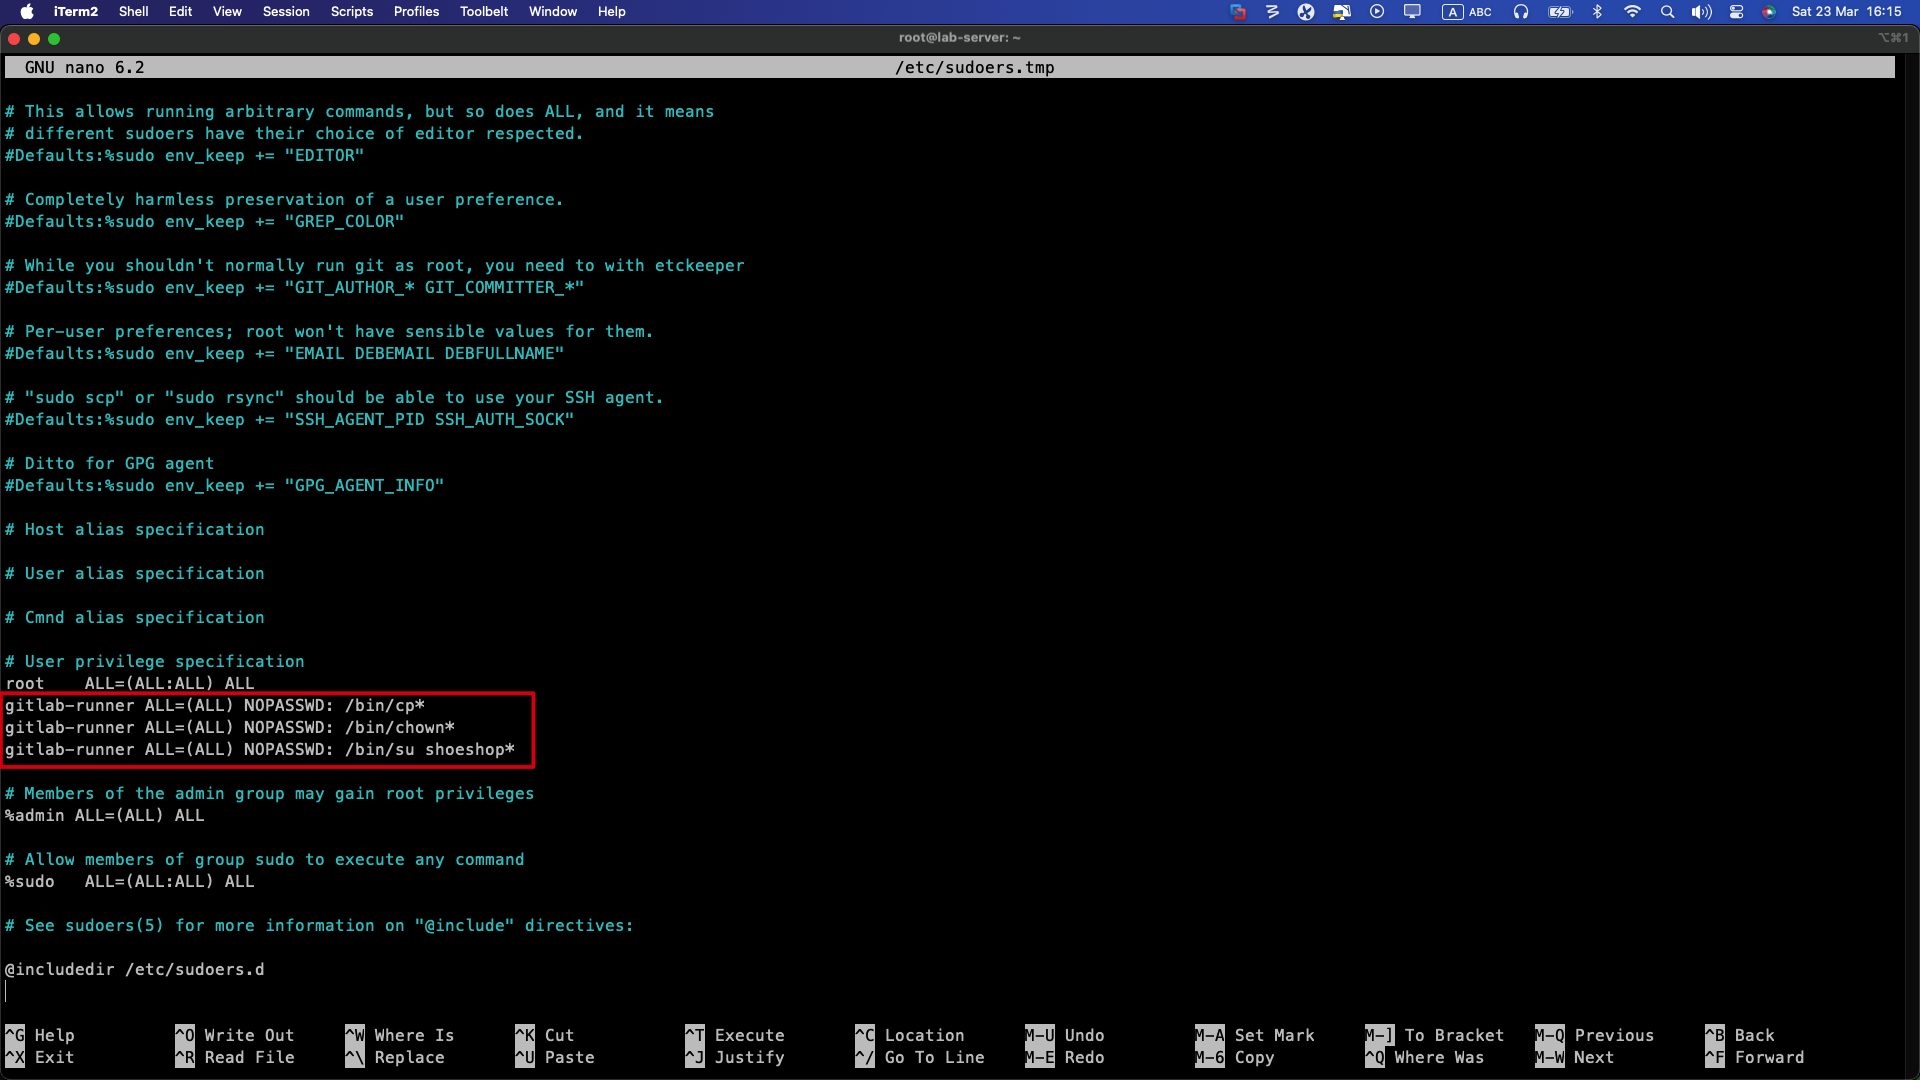 iTerm2 Shell Edit View Session Scripts Profiles Toolbelt Window Help A ABC Sat 23 Mar 16:15
root@lab-server: ~ ⌥⌘1
GNU nano 6.2 /etc/sudoers.tmp
# This allows running arbitrary commands, but so does ALL, and it means
# different sudoers have their choice of editor respected.
#Defaults:%sudo env_keep += "EDITOR"
# Completely harmless preservation of a user preference.
#Defaults:%sudo env_keep += "GREP_COLOR"
# While you shouldn't normally run git as root, you need to with etckeeper
#Defaults:%sudo env_keep += "GIT_AUTHOR_* GIT_COMMITTER_*"
# Per-user preferences; root won't have sensible values for them.
#Defaults:%sudo env_keep += "EMAIL DEBEMAIL DEBFULLNAME"
# "sudo scp" or "sudo rsync" should be able to use your SSH agent.
#Defaults:%sudo env_keep += "SSH_AGENT_PID SSH_AUTH_SOCK"
# Ditto for GPG agent
#Defaults:%sudo env_keep += "GPG_AGENT_INFO"
# Host alias specification
# User alias specification
# Cmnd alias specification
# User privilege specification
root ALL=(ALL:ALL) ALL
gitlab-runner ALL=(ALL) NOPASSWD: /bin/cp*
gitlab-runner ALL=(ALL) NOPASSWD: /bin/chown*
gitlab-runner ALL=(ALL) NOPASSWD: /bin/su shoeshop*
# Members of the admin group may gain root privileges
%admin ALL=(ALL) ALL
# Allow members of group sudo to execute any command
%sudo ALL=(ALL:ALL) ALL
# See sudoers(5) for more information on "@include" directives:
@includedir /etc/sudoers.d
^G Help ^O Write Out ^W Where Is ^K Cut ^T Execute ^C Location M-U Undo M-A Set Mark M-] To Bracket M-Q Previous ^B Back
^X Exit ^R Read File ^\ Replace ^U Paste ^J Justify ^/ Go To Line M-E Redo M-6 Copy ^Q Where Was M-W Next ^F Forward